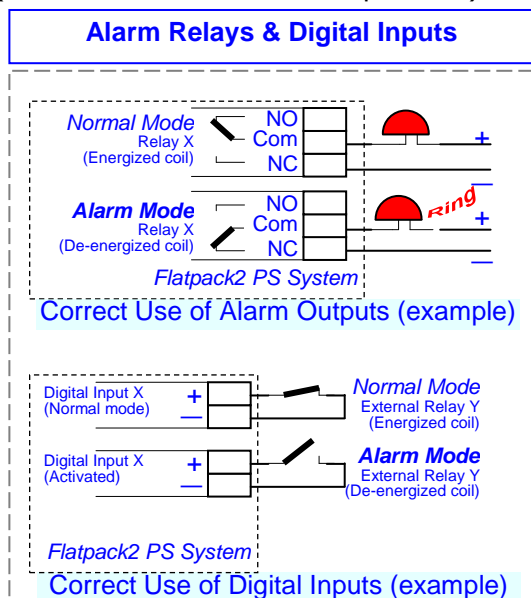 Alarm Relays & Digital Inputs
Normal Mode
Relay X
(Energized coil)
NO
Com
NC
+
–
Alarm Mode
Relay X
(De-energized coil)
NO
Com
NC
Ring
+
–
Flatpack2 PS System
Correct Use of Alarm Outputs (example)
Digital Input X
(Normal mode)
+
–
Normal Mode
External Relay Y
(Energized coil)
Digital Input X
(Activated)
+
–
Alarm Mode
External Relay Y
(De-energized coil)
Flatpack2 PS System
Correct Use of Digital Inputs (example)